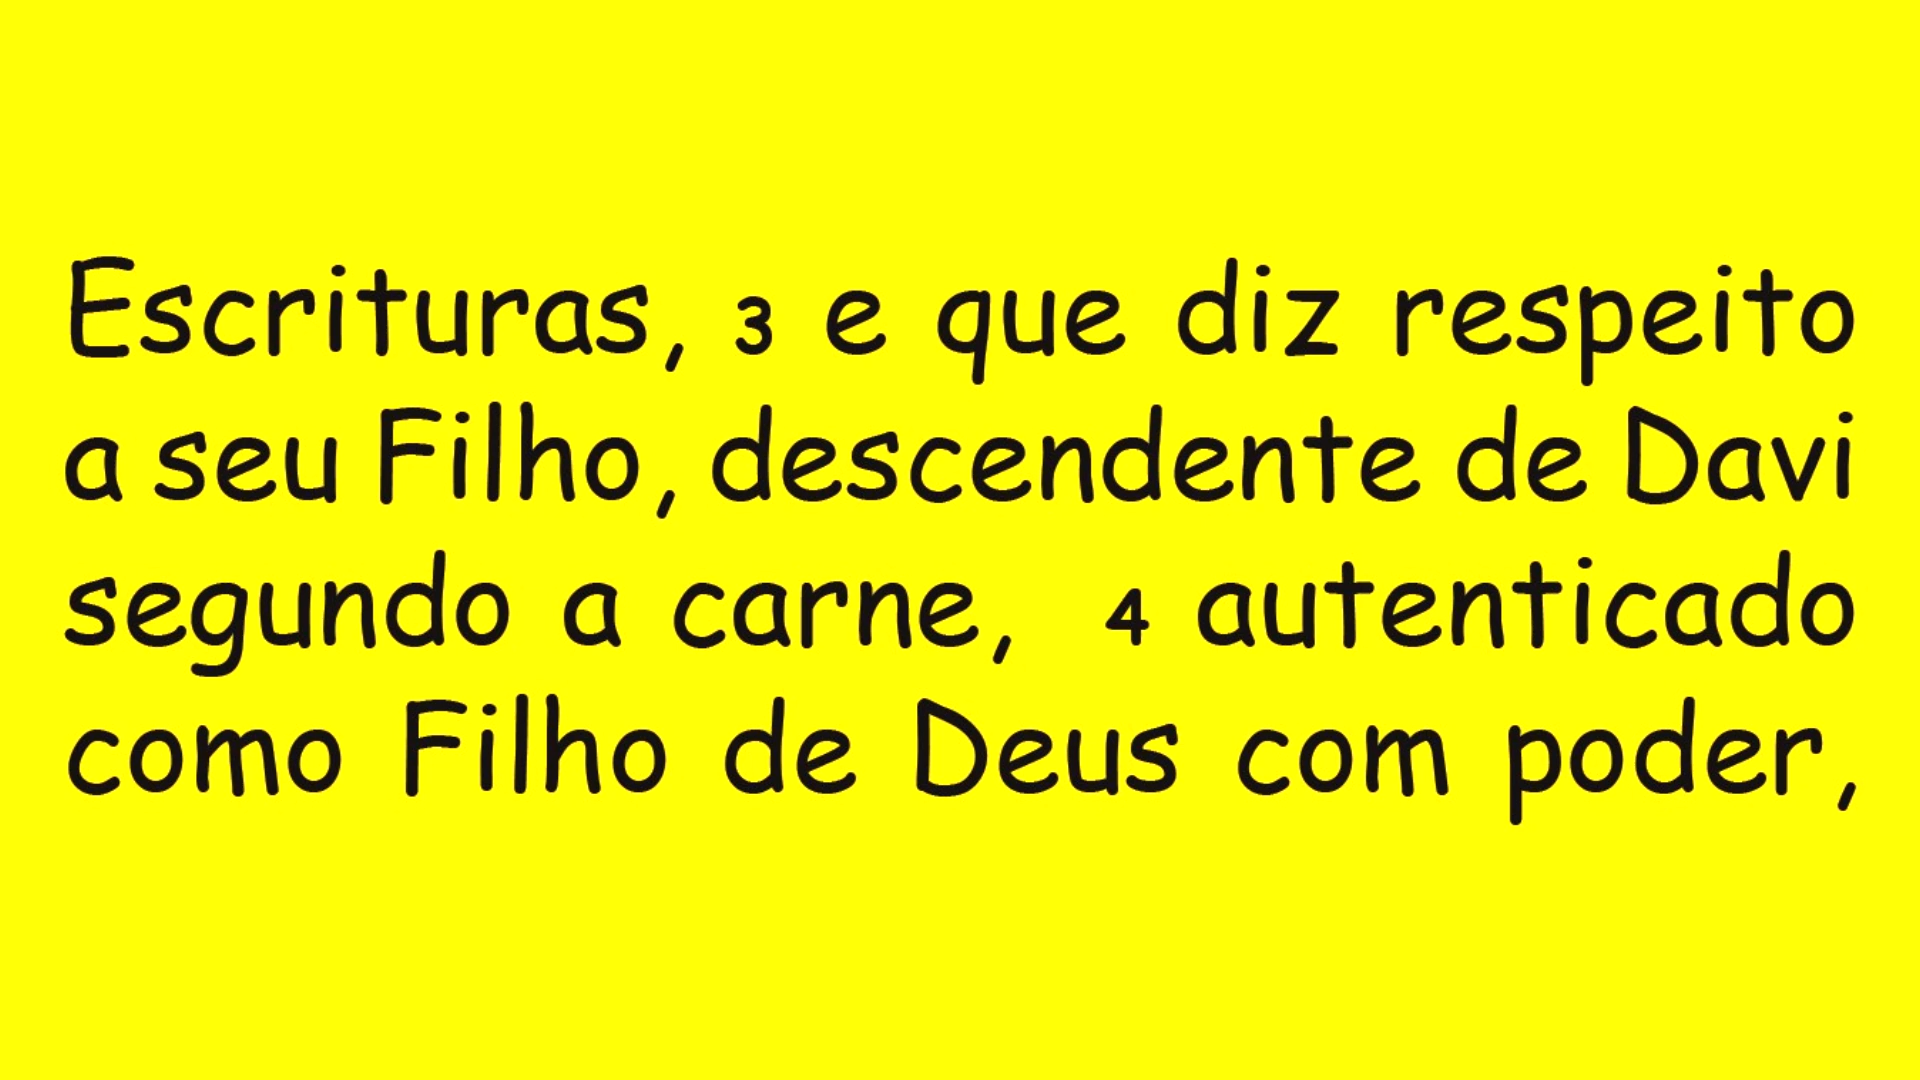 Escrituras, 3 e que diz respeito
a seu Filho, descendente de Davi
segundo a carne, 4 autenticado
como Filho de Deus com poder,